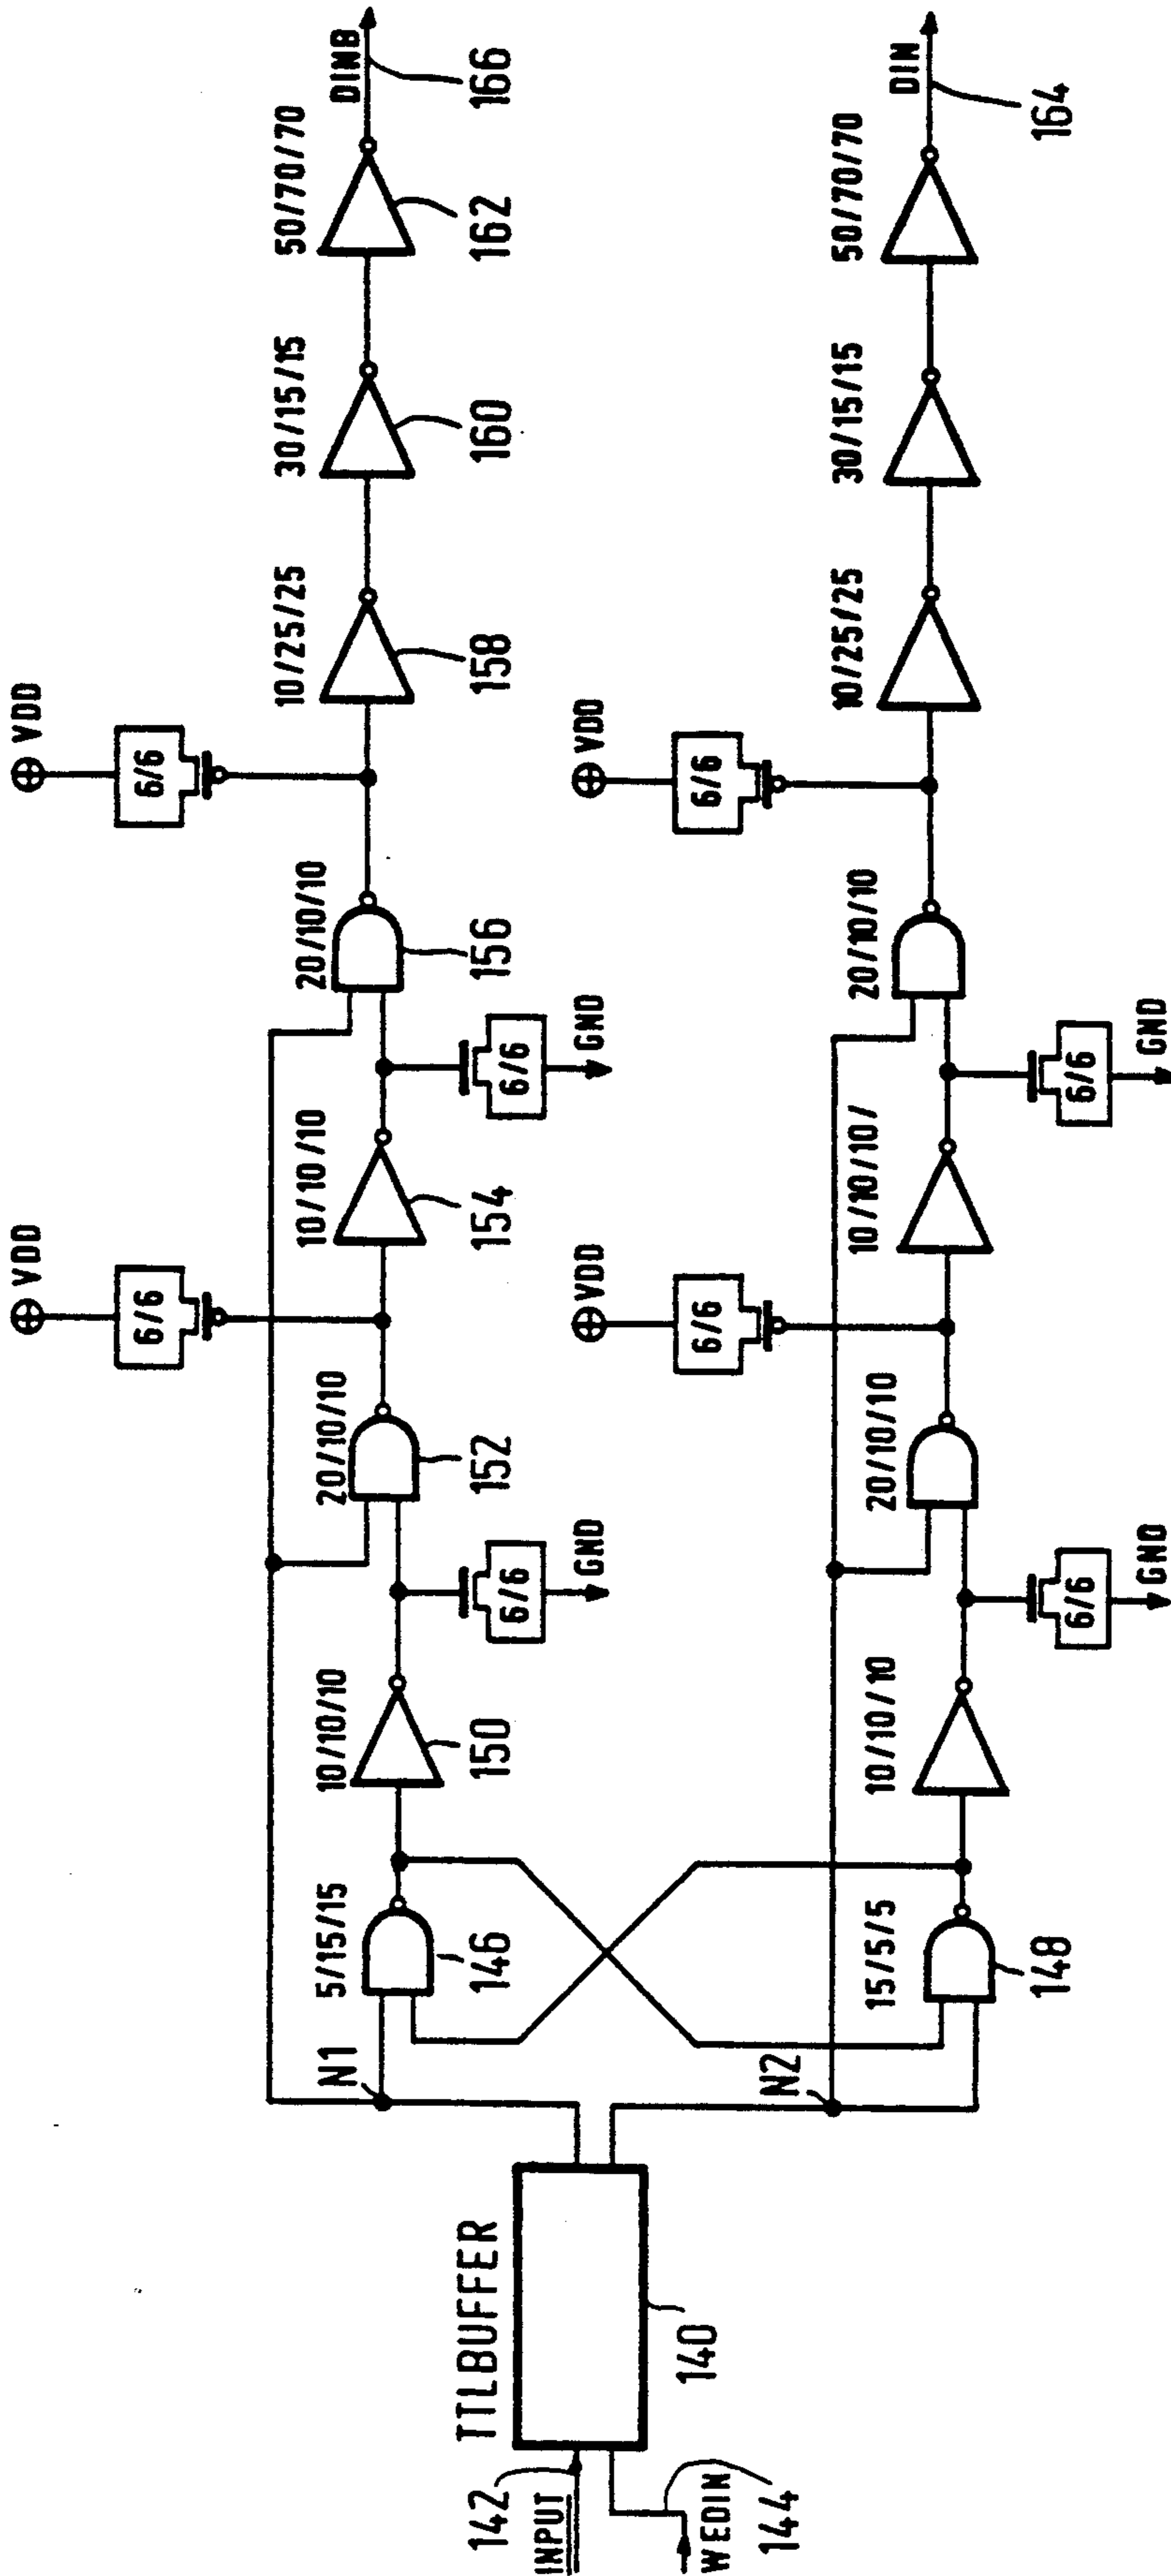 VDD
VDD
6/6
6/6
N1
5/15/15
10/10/10
20/10/10
10/10/10
20/10/10
10/25/25
30/15/15
50/70/70
DINB
146
150
152
154
156
158
160
162
166
6/6
6/6
GND
GND
TTLBUFFER
142
INPUT
WEDIN
144
140
VDD
VDD
6/6
6/6
N2
15/5/5
10/10/10
20/10/10
10/10/10/
20/10/10
10/25/25
30/15/15
50/70/70
DIN
148
164
6/6
6/6
GND
GND